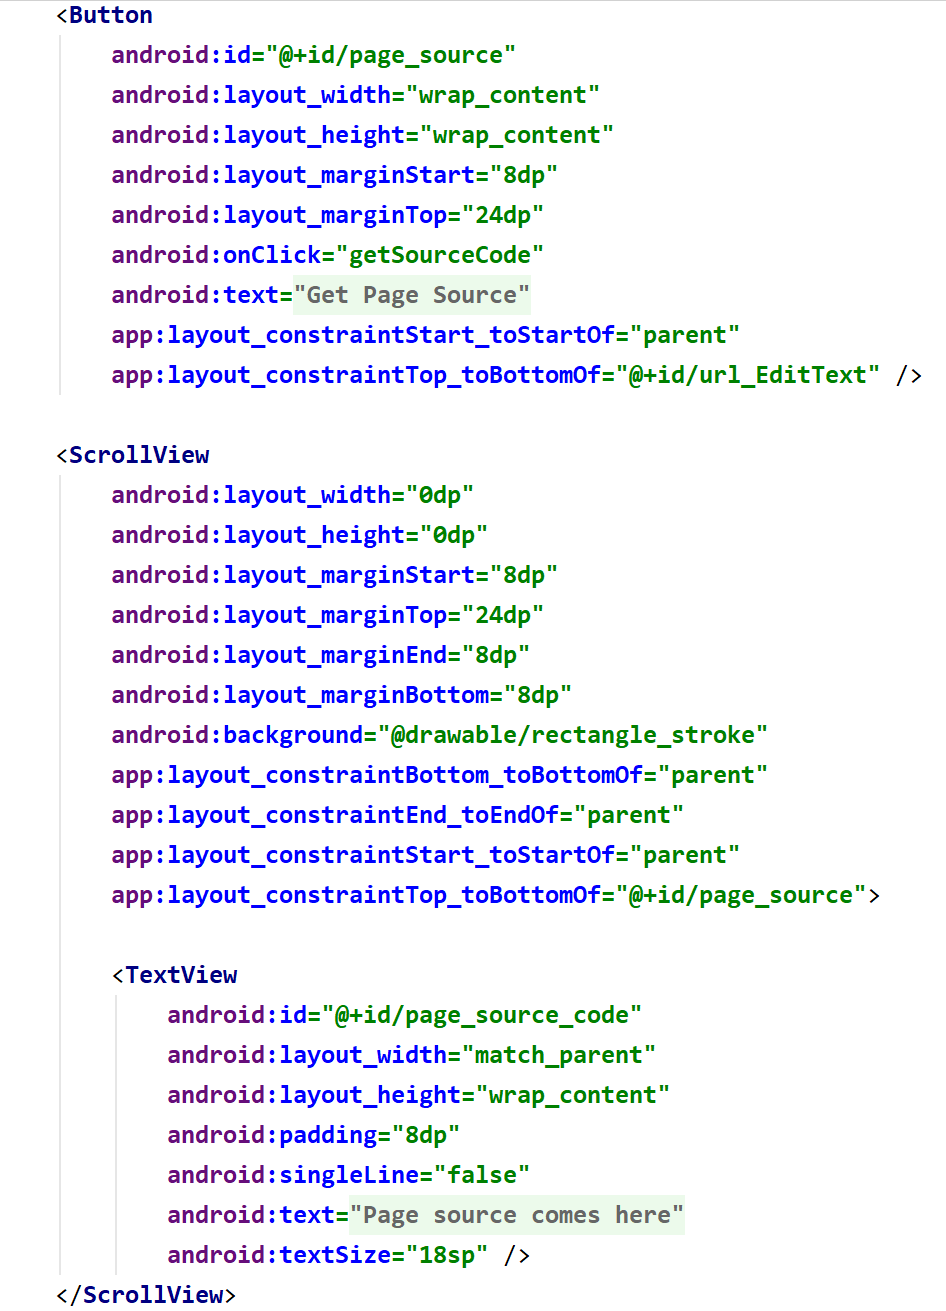 <Button
android:id="@+id/page_source"
android:layout_width="wrap_content"
android:layout_height="wrap_content"
android:layout_marginStart="8dp"
android:layout_marginTop="24dp"
android:onClick="getSourceCode"
android:text="Get Page Source"
app:layout_constraintStart_toStartOf="parent"
app:layout_constraintTop_toBottomOf="@+id/url_EditText" />
<ScrollView
android:layout_width="0dp"
android:layout_height="0dp"
android:layout_marginStart="8dp"
android:layout_marginTop="24dp"
android:layout_marginEnd="8dp"
android:layout_marginBottom="8dp"
android:background="@drawable/rectangle_stroke"
app:layout_constraintBottom_toBottomOf="parent"
app:layout_constraintEnd_toEndOf="parent"
app:layout_constraintStart_toStartOf="parent"
app:layout_constraintTop_toBottomOf="@+id/page_source">
<TextView
android:id="@+id/page_source_code"
android:layout_width="match_parent"
android:layout_height="wrap_content"
android:padding="8dp"
android:singleLine="false"
android:text="Page source comes here"
android:textSize="18sp" />
</ScrollView>